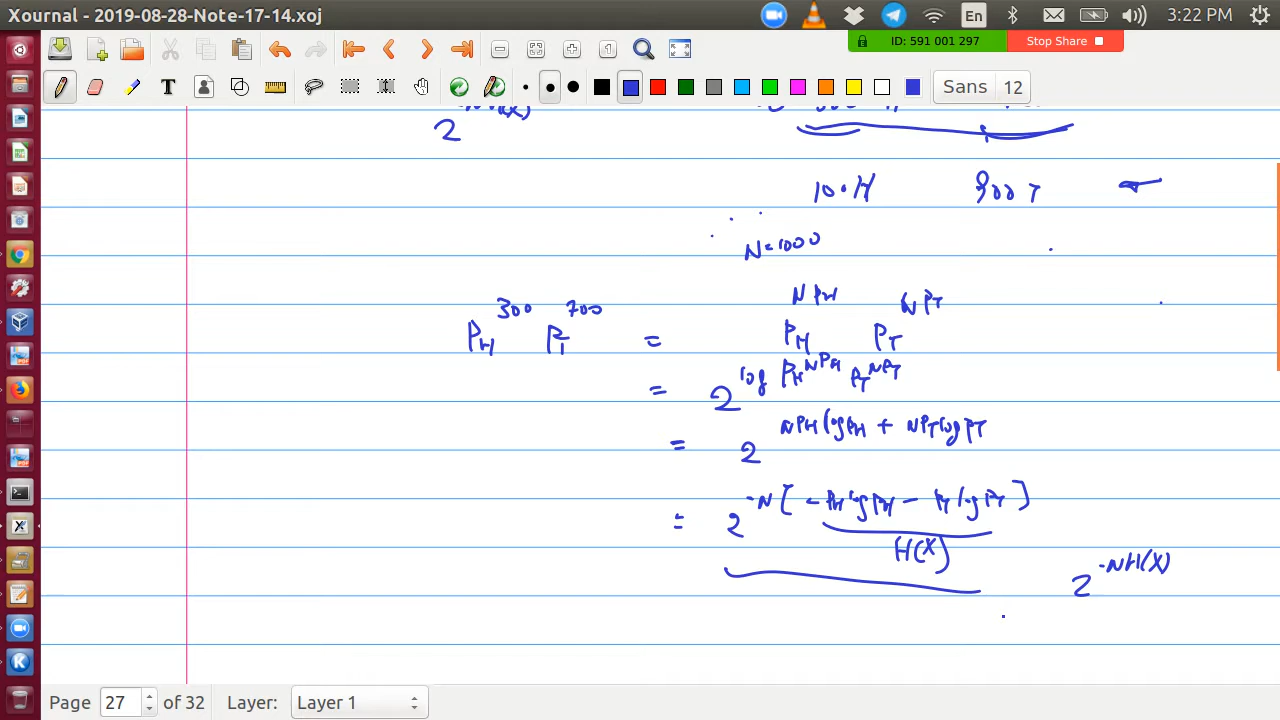 Xournal - 2019-08-28-Note-17-14.xoj
En
3:22 PM
ID: 591 001 297
Stop Share
T
Sans 12
2
10.H 900 T
N=1000
P_H^300 P_T^700 = P_H^NP_H P_T^NP_T
= 2^log P_H^NP_H P_T^NP_T
= 2^NP_H log P_H + NP_T log P_T
= 2^-N[-P_H log P_H - P_T log P_T]
H(X)
2^-NH(X)
Page 27 of 32 Layer: Layer 1